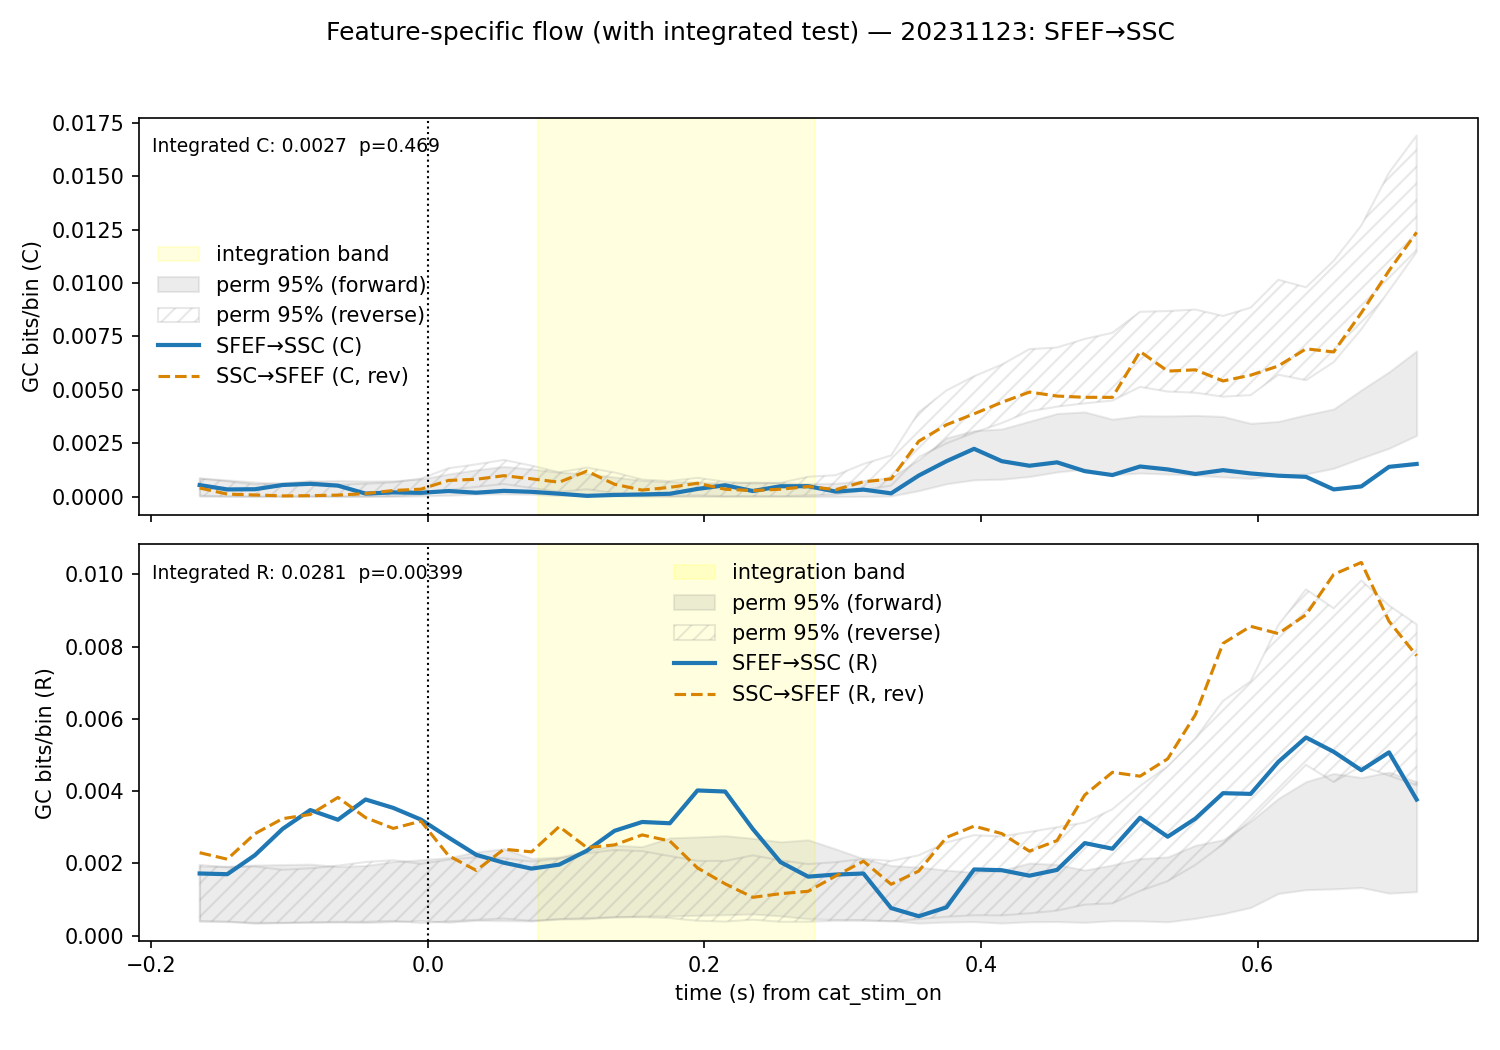 Feature-specific flow (with integrated test) — 20231123: SFEF→SSC
GC bits/bin (C)
0.0175
0.0150
0.0125
0.0100
0.0075
0.0050
0.0025
0.0000
Integrated C: 0.0027  p=0.469
integration band
perm 95% (forward)
perm 95% (reverse)
SFEF→SSC (C)
SSC→SFEF (C, rev)
GC bits/bin (R)
0.010
0.008
0.006
0.004
0.002
0.000
Integrated R: 0.0281  p=0.00399
integration band
perm 95% (forward)
perm 95% (reverse)
SFEF→SSC (R)
SSC→SFEF (R, rev)
−0.2 0.0 0.2 0.4 0.6
time (s) from cat_stim_on